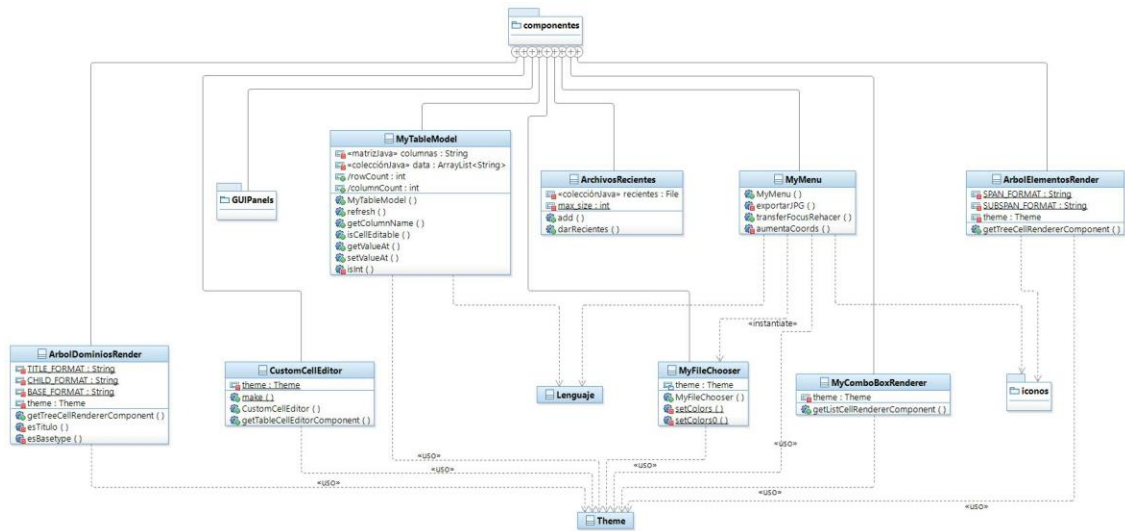 componentes
GUIPanels
MyTableModel
«matrizJava» columnas : String
«colecciónJava» data : ArrayList<String>
/rowCount : int
/columnCount : int
MyTableModel ( )
refresh ( )
getColumnName ( )
isCellEditable ( )
getValueAt ( )
setValueAt ( )
isInt ( )
ArchivosRecientes
«colecciónJava» recientes : File
max_size : int
add ( )
darRecientes ( )
MyMenu
MyMenu ( )
exportarJPG ( )
transferFocusRehacer ( )
aumentaCoords ( )
ArbolElementosRender
SPAN_FORMAT : String
SUBSPAN_FORMAT : String
theme : Theme
getTreeCellRendererComponent ( )
«instantiate»
ArbolDominiosRender
TITLE_FORMAT : String
CHILD_FORMAT : String
BASE_FORMAT : String
theme : Theme
getTreeCellRendererComponent ( )
esTitulo ( )
esBasetype ( )
CustomCellEditor
theme : Theme
make ( )
CustomCellEditor ( )
getTableCellEditorComponent ( )
Lenguaje
MyFileChooser
theme : Theme
MyFileChooser ( )
setColors ( )
setColors0 ( )
MyComboBoxRenderer
theme : Theme
getListCellRendererComponent ( )
iconos
«uso»
«uso»
«uso»
«uso»
«uso»
«uso»
«uso»
Theme